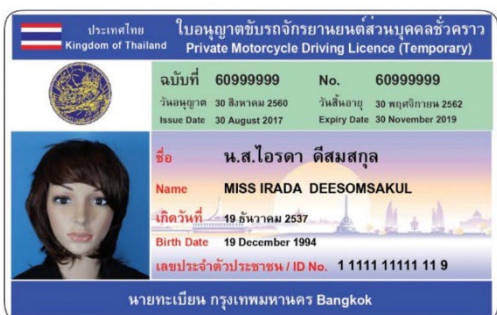 ประเทศไทย
Kingdom of Thailand
ใบอนุญาตขับรถจักรยานยนต์ส่วนบุคคลชั่วคราว
Private Motorcycle Driving Licence (Temporary)
ฉบับที่ 60999999 No. 60999999
วันอนุญาต 30 สิงหาคม 2560 วันสิ้นอายุ 30 พฤศจิกายน 2562
Issue Date 30 August 2017 Expiry Date 30 November 2019
ชื่อ น.ส.ไอรดา ดีสมสกุล
Name MISS IRADA DEESOMSAKUL
เกิดวันที่ 19 ธันวาคม 2537
Birth Date 19 December 1994
เลขประจำตัวประชาชน / ID No. 1 1111 11111 11 9
นายทะเบียน กรุงเทพมหานคร Bangkok